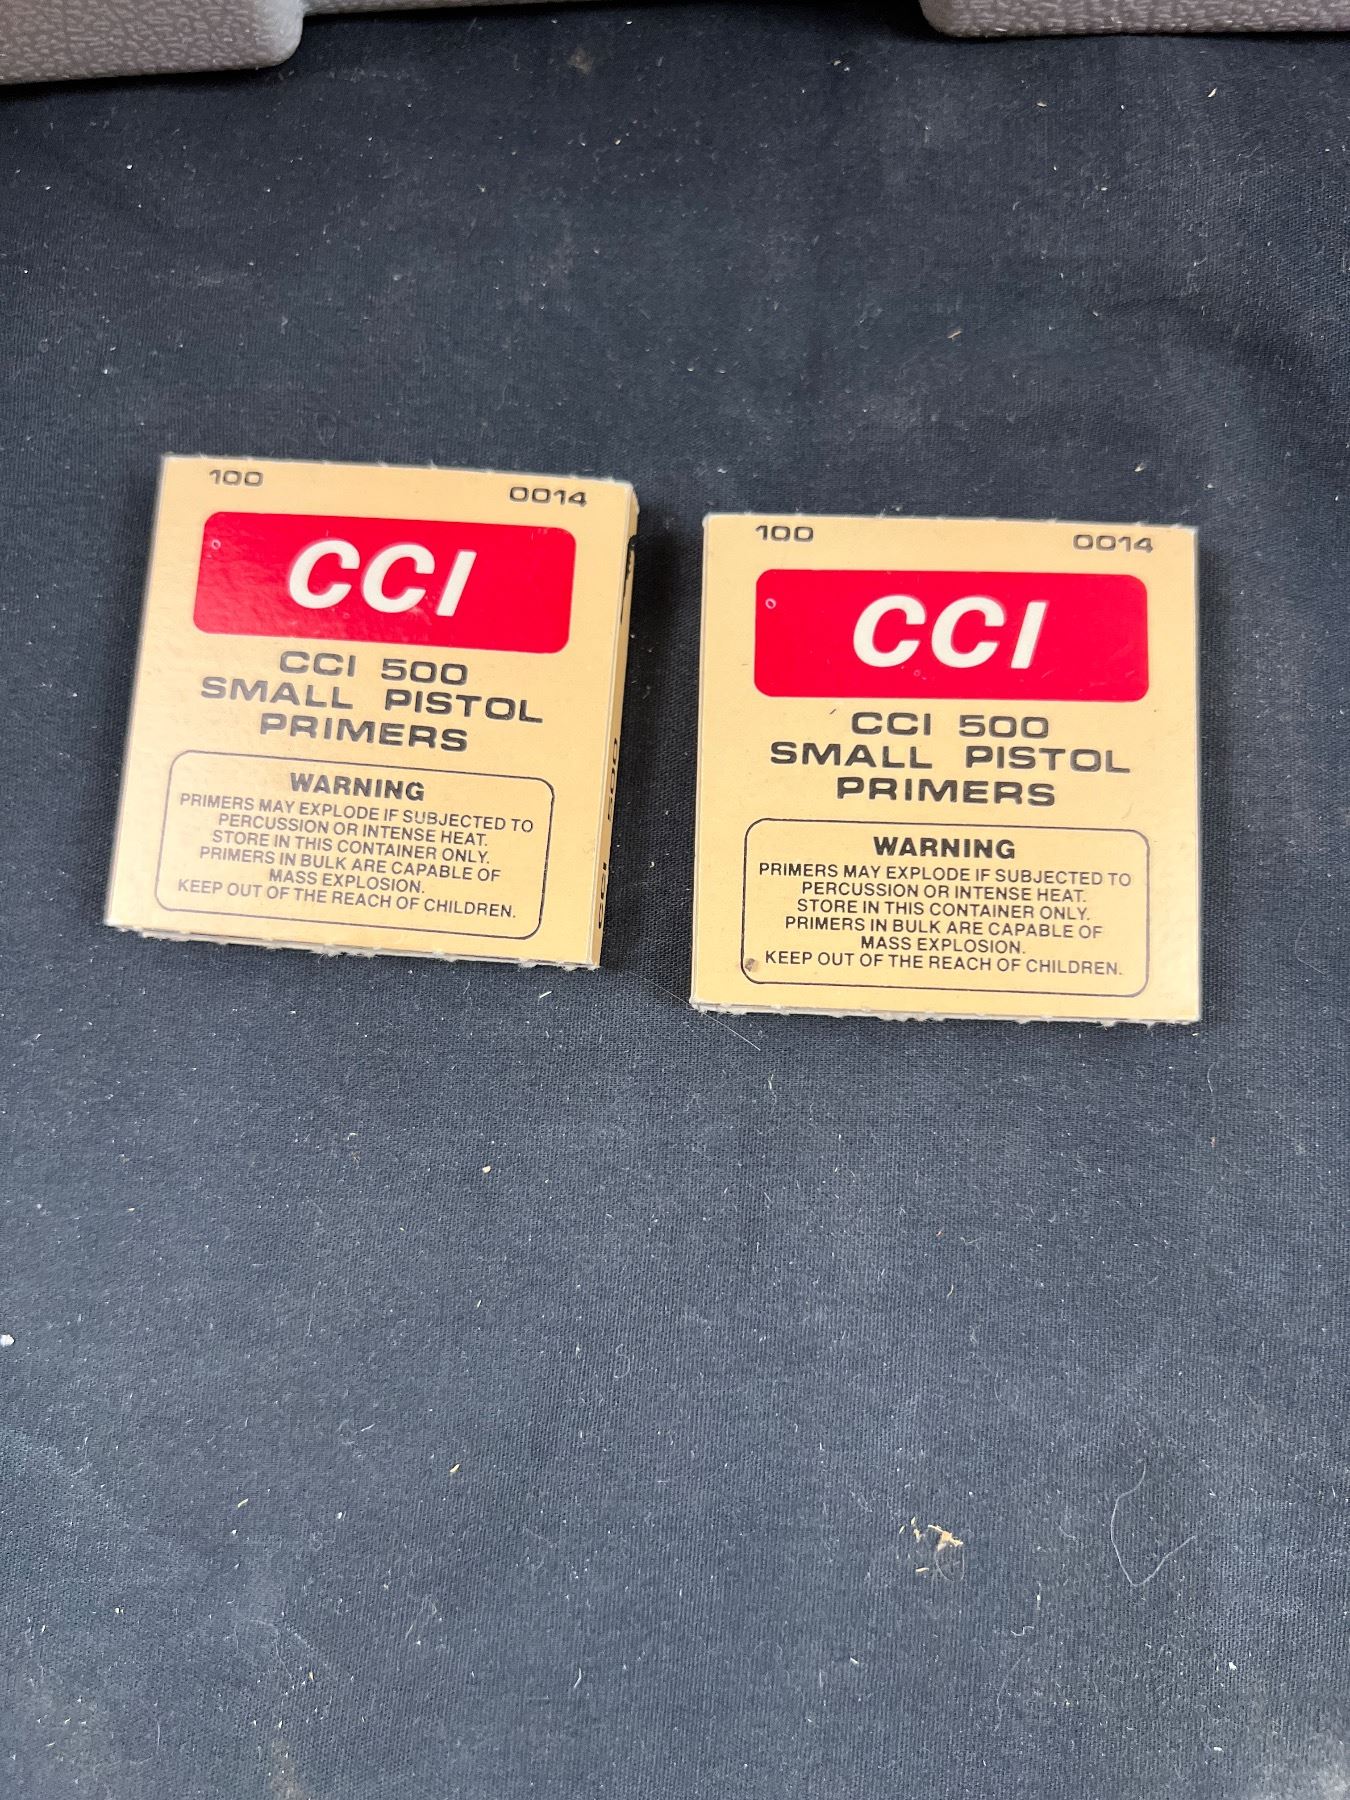 100 0014
CCI
CCI 500
SMALL PISTOL
PRIMERS
WARNING
PRIMERS MAY EXPLODE IF SUBJECTED TO
PERCUSSION OR INTENSE HEAT.
STORE IN THIS CONTAINER ONLY.
PRIMERS IN BULK ARE CAPABLE OF
MASS EXPLOSION.
KEEP OUT OF THE REACH OF CHILDREN.
CCI 500
100 0014
CCI
CCI 500
SMALL PISTOL
PRIMERS
WARNING
PRIMERS MAY EXPLODE IF SUBJECTED TO
PERCUSSION OR INTENSE HEAT.
STORE IN THIS CONTAINER ONLY.
PRIMERS IN BULK ARE CAPABLE OF
MASS EXPLOSION.
KEEP OUT OF THE REACH OF CHILDREN.